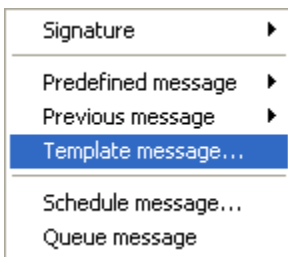 Signature
Predefined message
Previous message
Template message...
Schedule message...
Queue message